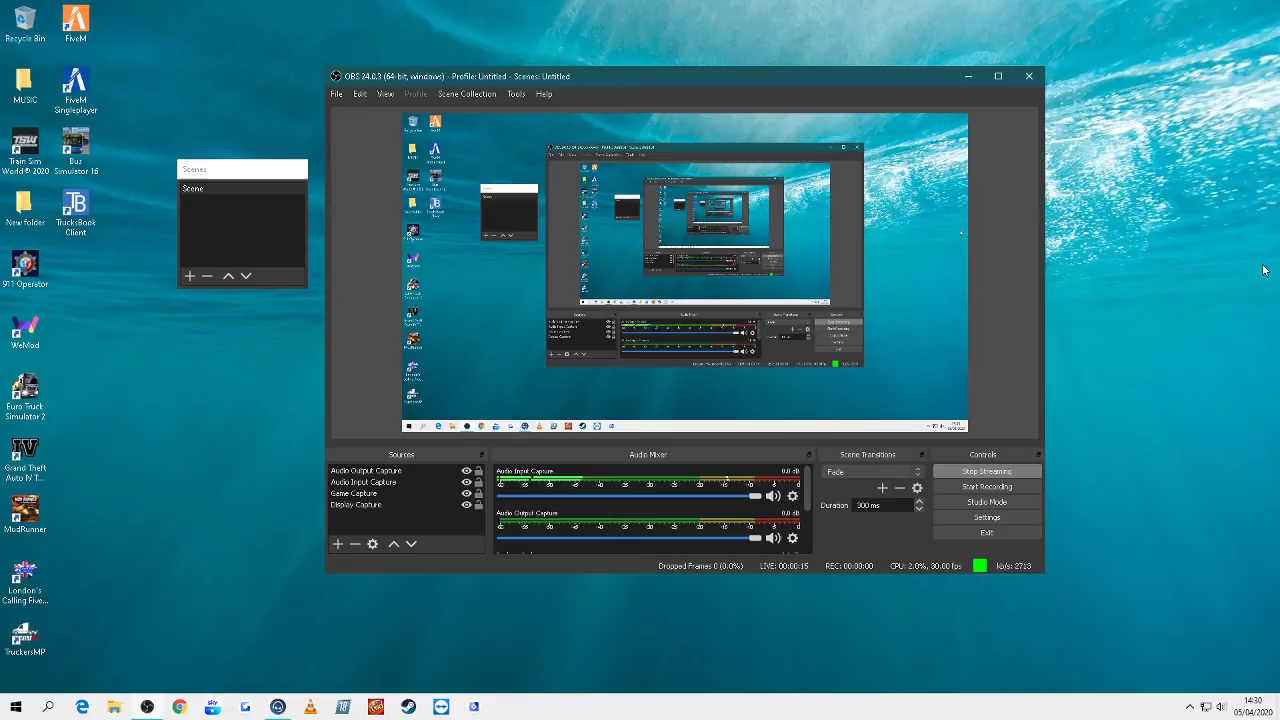 Recycle Bin
FiveM
MUSIC
FiveM
Singleplayer
Train Sim
World® 2020
Bus
Simulator 16
New folder
TrucksBook
Client
911 Operator
WeMod
Euro Truck
Simulator 2
Grand Theft
Auto IV T...
MudRunner
London's
Calling Five...
TruckersMP
Scenes
Scene
OBS 24.0.3 (64-bit, windows) - Profile: Untitled - Scenes: Untitled
File Edit View Profile Scene Collection Tools Help
Sources
Audio Output Capture
Audio Input Capture
Game Capture
Display Capture
Audio Mixer
Audio Input Capture 0.0 dB
Audio Output Capture 0.0 dB
Scene Transitions
Fade
Duration 300 ms
Controls
Stop Streaming
Start Recording
Studio Mode
Settings
Exit
Dropped Frames 0 (0.0%) LIVE: 00:00:15 REC: 00:00:00 CPU: 2.0%, 30.00 fps kb/s: 2713
sky
14:30
05/04/2020